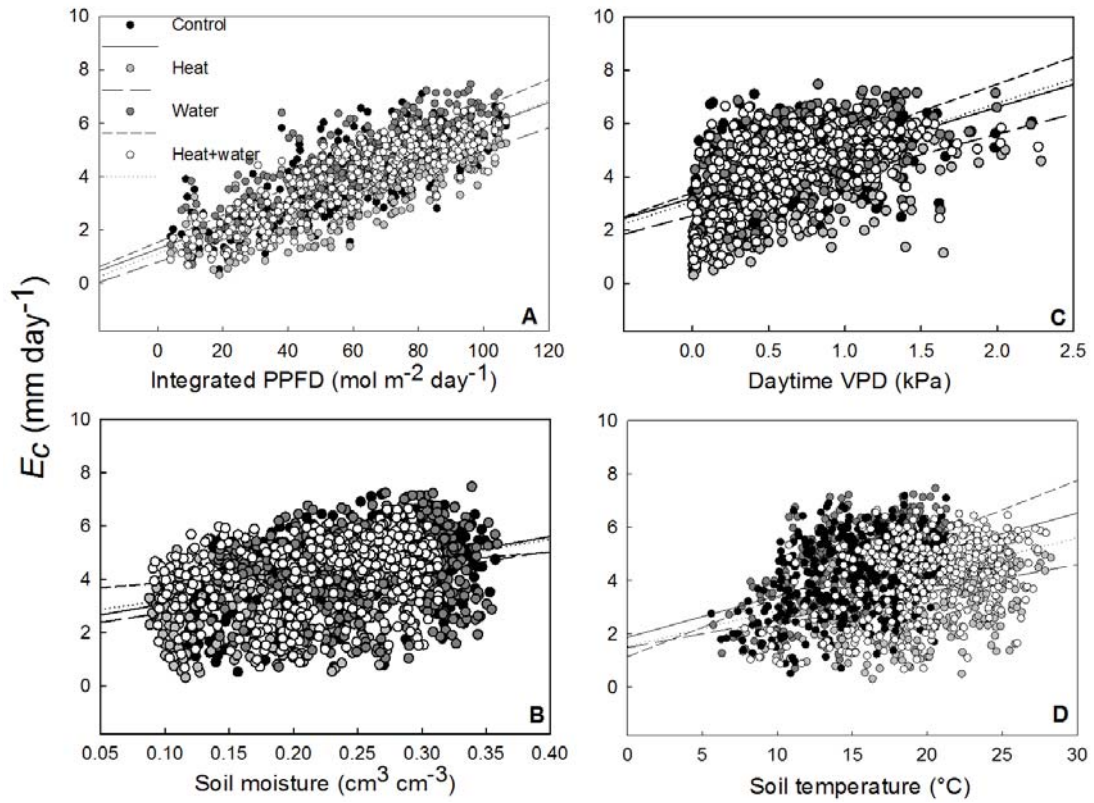 E_C (mm day⁻¹)
10
8
6
4
2
0
Control
Heat
Water
Heat+water
A
0 20 40 60 80 100 120
Integrated PPFD (mol m⁻² day⁻¹)
10
8
6
4
2
0
C
0.0 0.5 1.0 1.5 2.0 2.5
Daytime VPD (kPa)
10
8
6
4
2
0
B
0.05 0.10 0.15 0.20 0.25 0.30 0.35 0.40
Soil moisture (cm³ cm⁻³)
10
8
6
4
2
0
D
0 5 10 15 20 25 30
Soil temperature (°C)